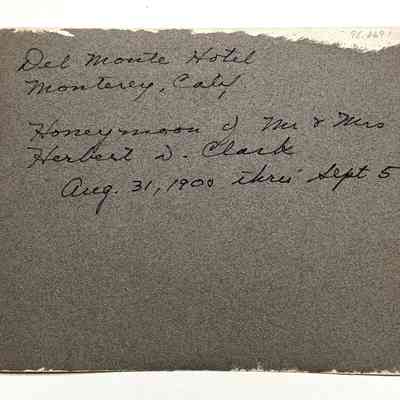 Del Monte Hotel
Monterey, Calif
Honeymoon of Mr & Mrs
Herbert D. Clark
Aug. 31, 1900 thru Sept 5